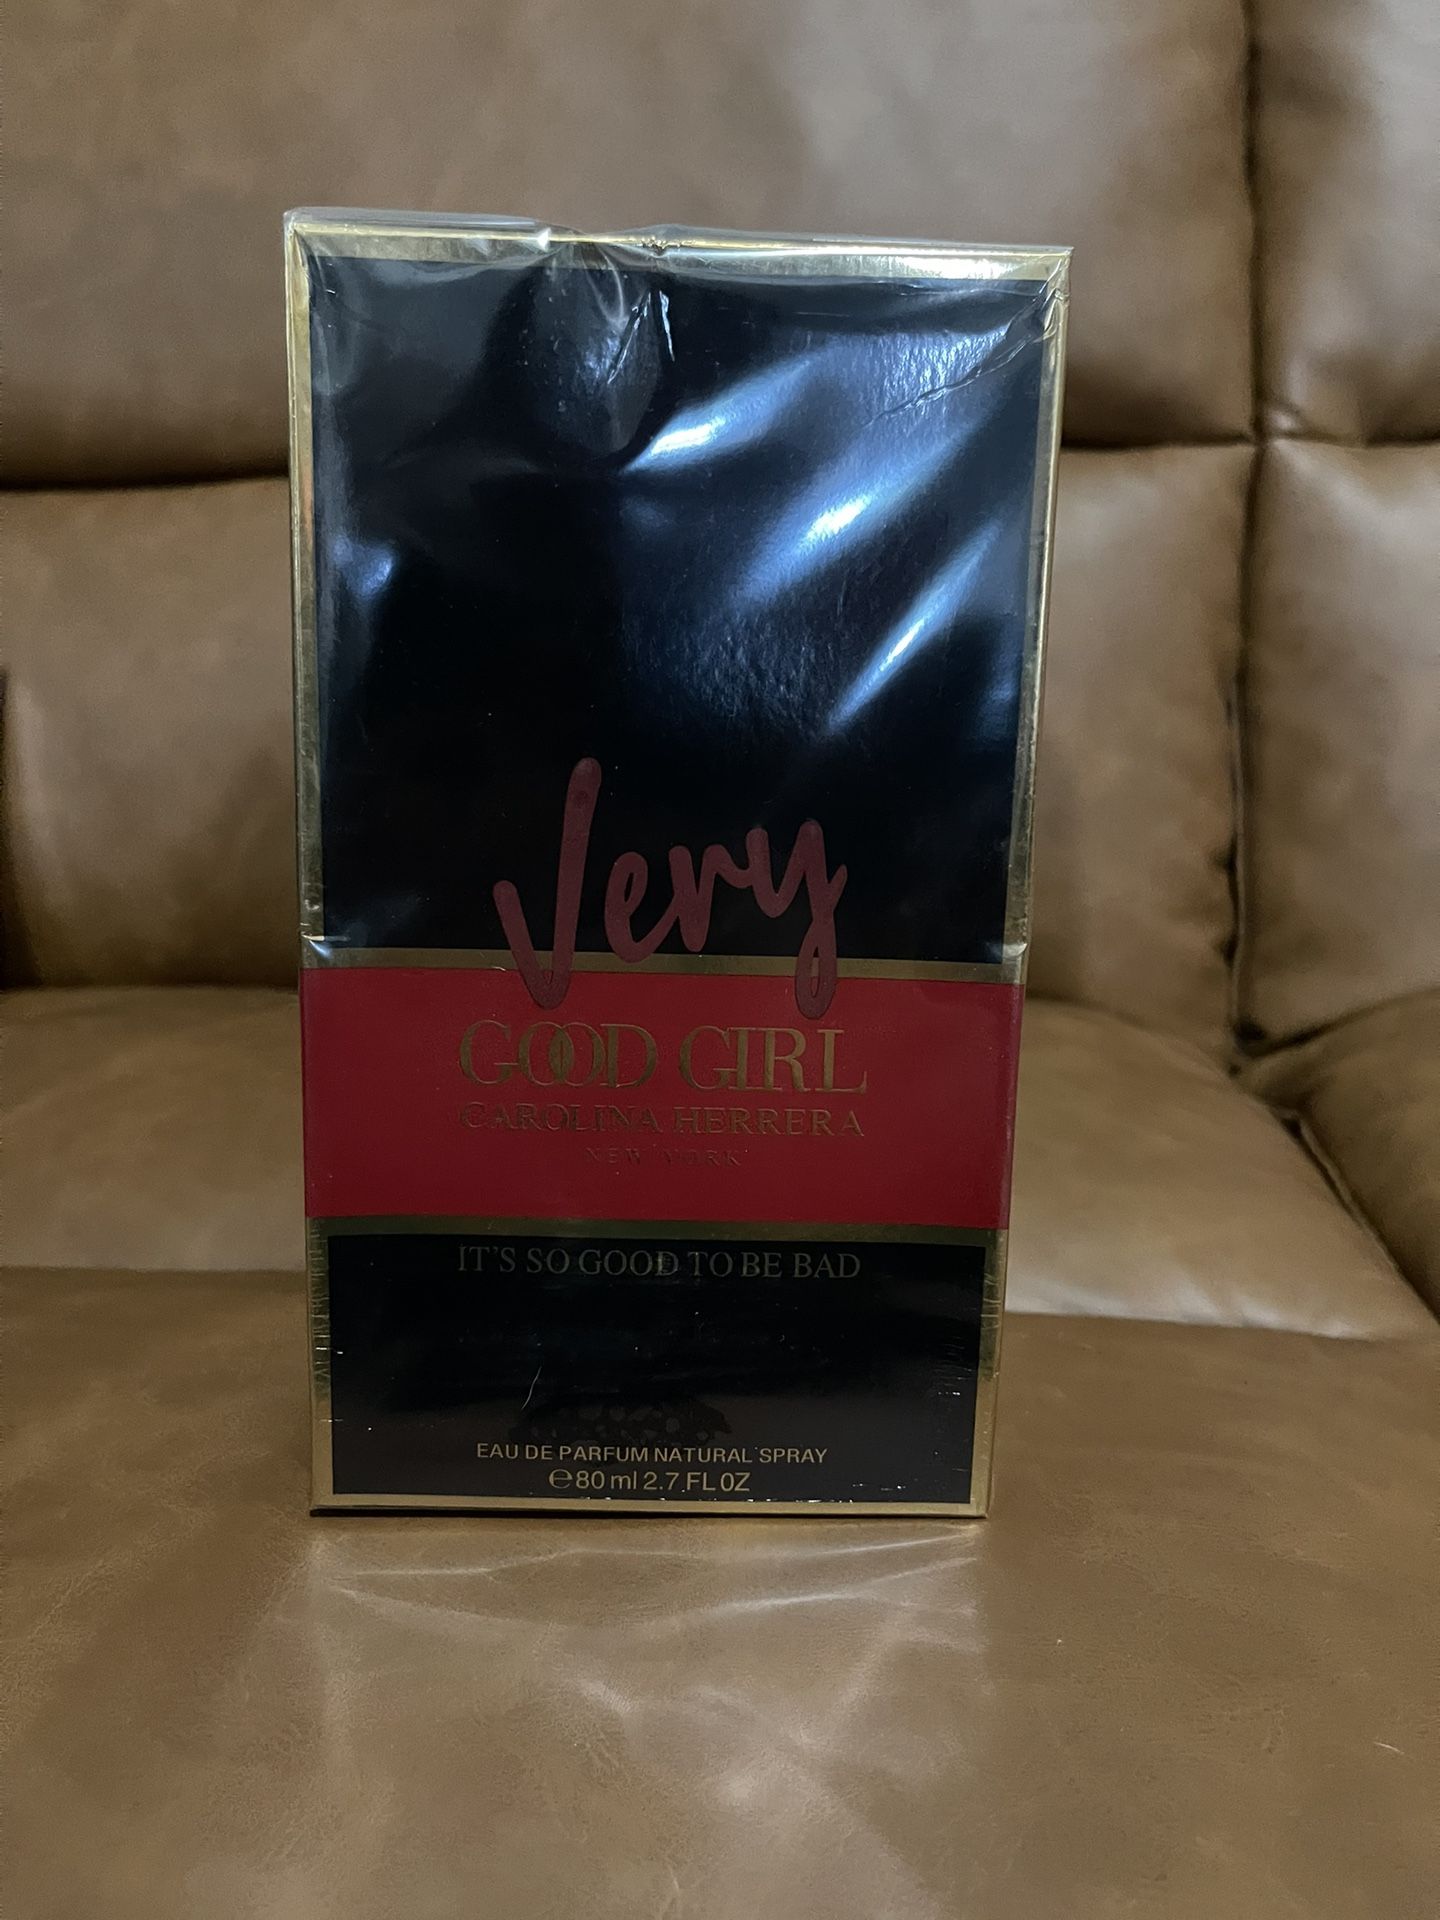 Very
GOOD GIRL
CAROLINA HERRERA
NEW YORK
IT'S SO GOOD TO BE BAD
EAU DE PARFUM NATURAL SPRAY
℮80 ml 2.7 FL OZ